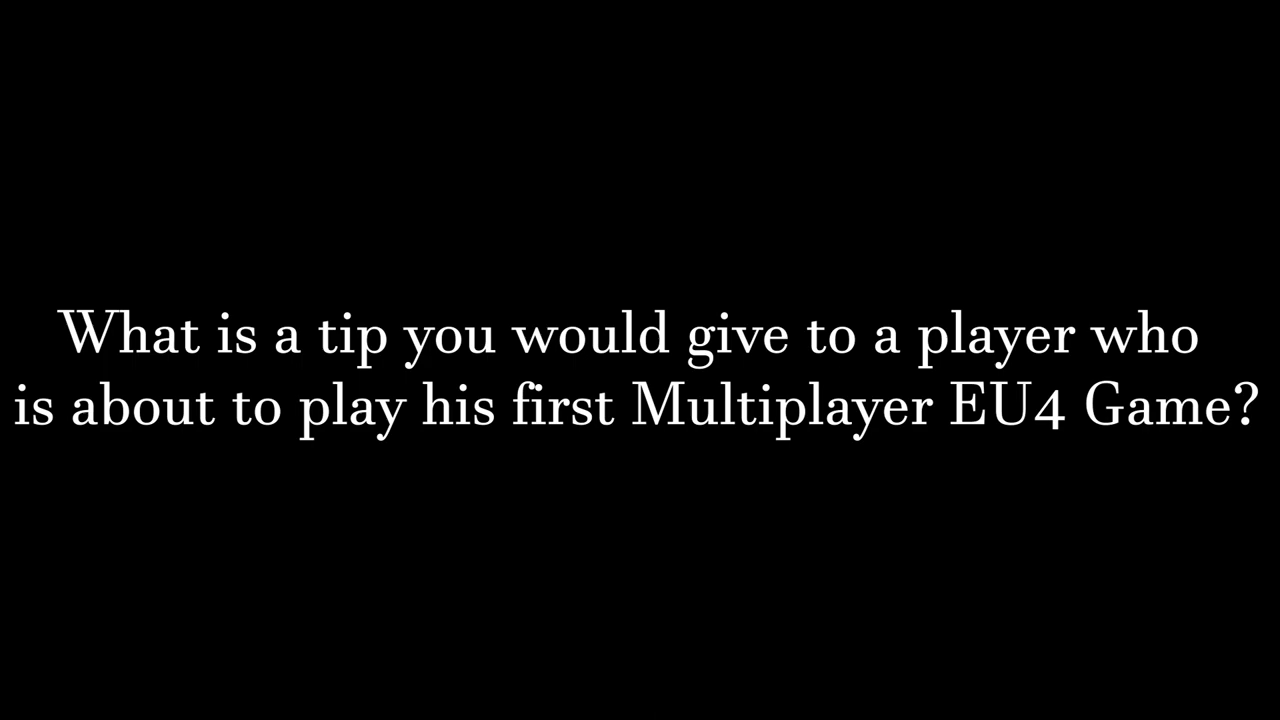 What is a tip you would give to a player who
is about to play his first Multiplayer EU4 Game?